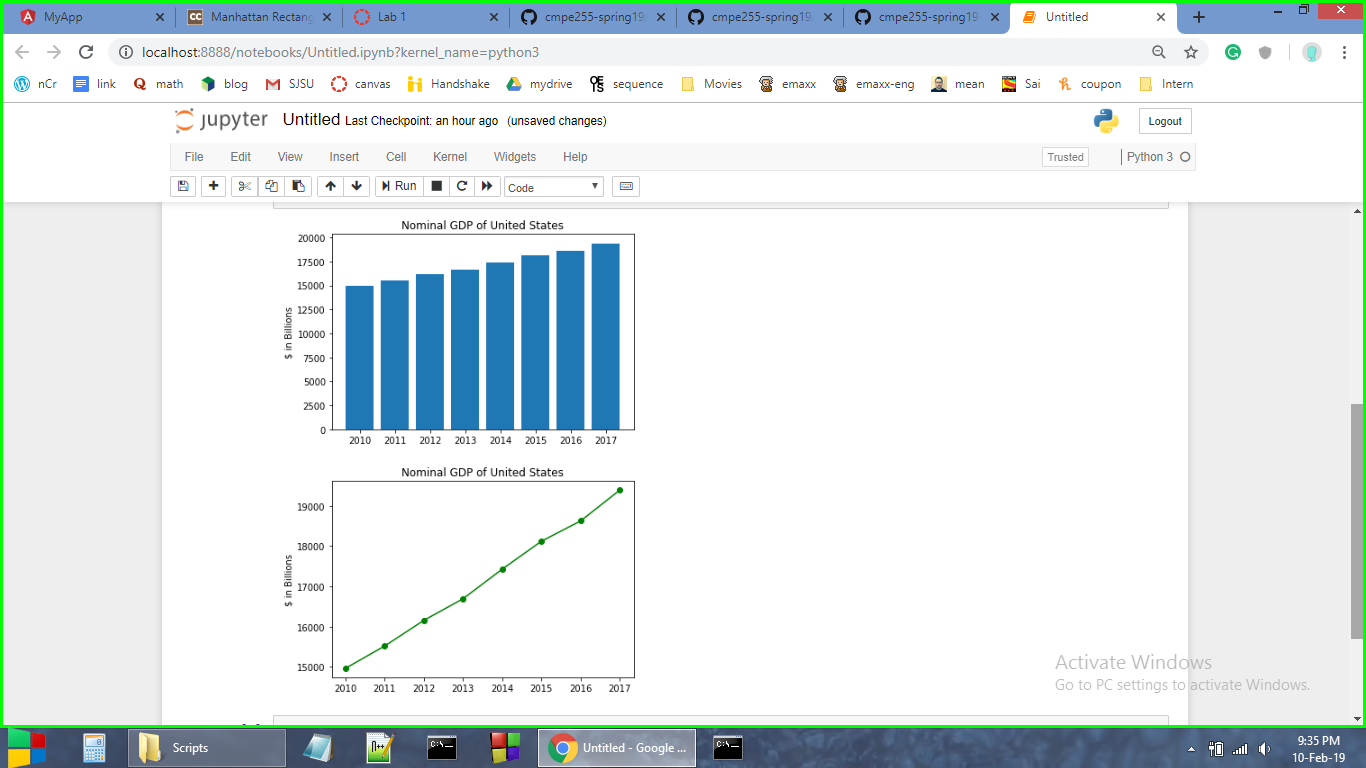 MyApp Manhattan Rectang Lab 1 cmpe255-spring19 cmpe255-spring19 cmpe255-spring19 Untitled
localhost:8888/notebooks/Untitled.ipynb?kernel_name=python3
nCr link math blog SJSU canvas Handshake mydrive sequence Movies emaxx emaxx-eng mean Sai coupon Intern
jupyter Untitled Last Checkpoint: an hour ago (unsaved changes) Logout
File Edit View Insert Cell Kernel Widgets Help Trusted Python 3
Run Code
Nominal GDP of United States
20000
17500
15000
12500
10000
7500
5000
2500
0
$ in Billions
2010 2011 2012 2013 2014 2015 2016 2017
Nominal GDP of United States
19000
18000
17000
16000
15000
$ in Billions
2010 2011 2012 2013 2014 2015 2016 2017
Activate Windows
Go to PC settings to activate Windows.
Scripts Untitled - Google ... 9:35 PM
10-Feb-19